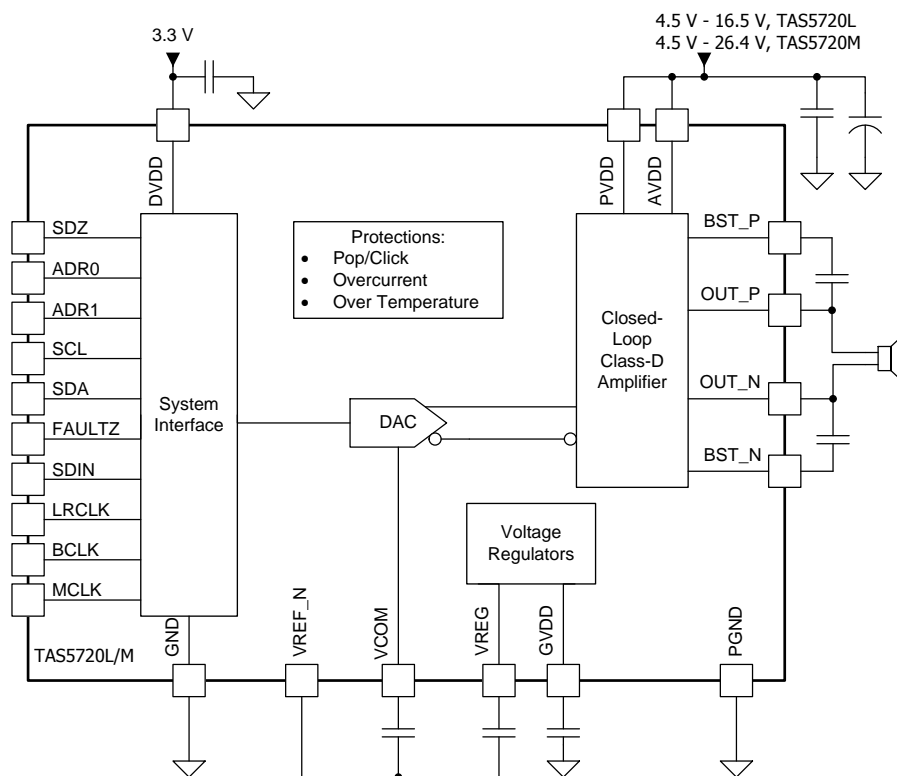 3.3 V
4.5 V - 16.5 V, TAS5720L
4.5 V - 26.4 V, TAS5720M
DVDD
PVDD
AVDD
SDZ
ADR0
ADR1
SCL
SDA
FAULTZ
SDIN
LRCLK
BCLK
MCLK
System
Interface
Protections:
• Pop/Click
• Overcurrent
• Over Temperature
DAC
Closed-
Loop
Class-D
Amplifier
BST_P
OUT_P
OUT_N
BST_N
Voltage
Regulators
GND
VREF_N
VCOM
VREG
GVDD
PGND
TAS5720L/M